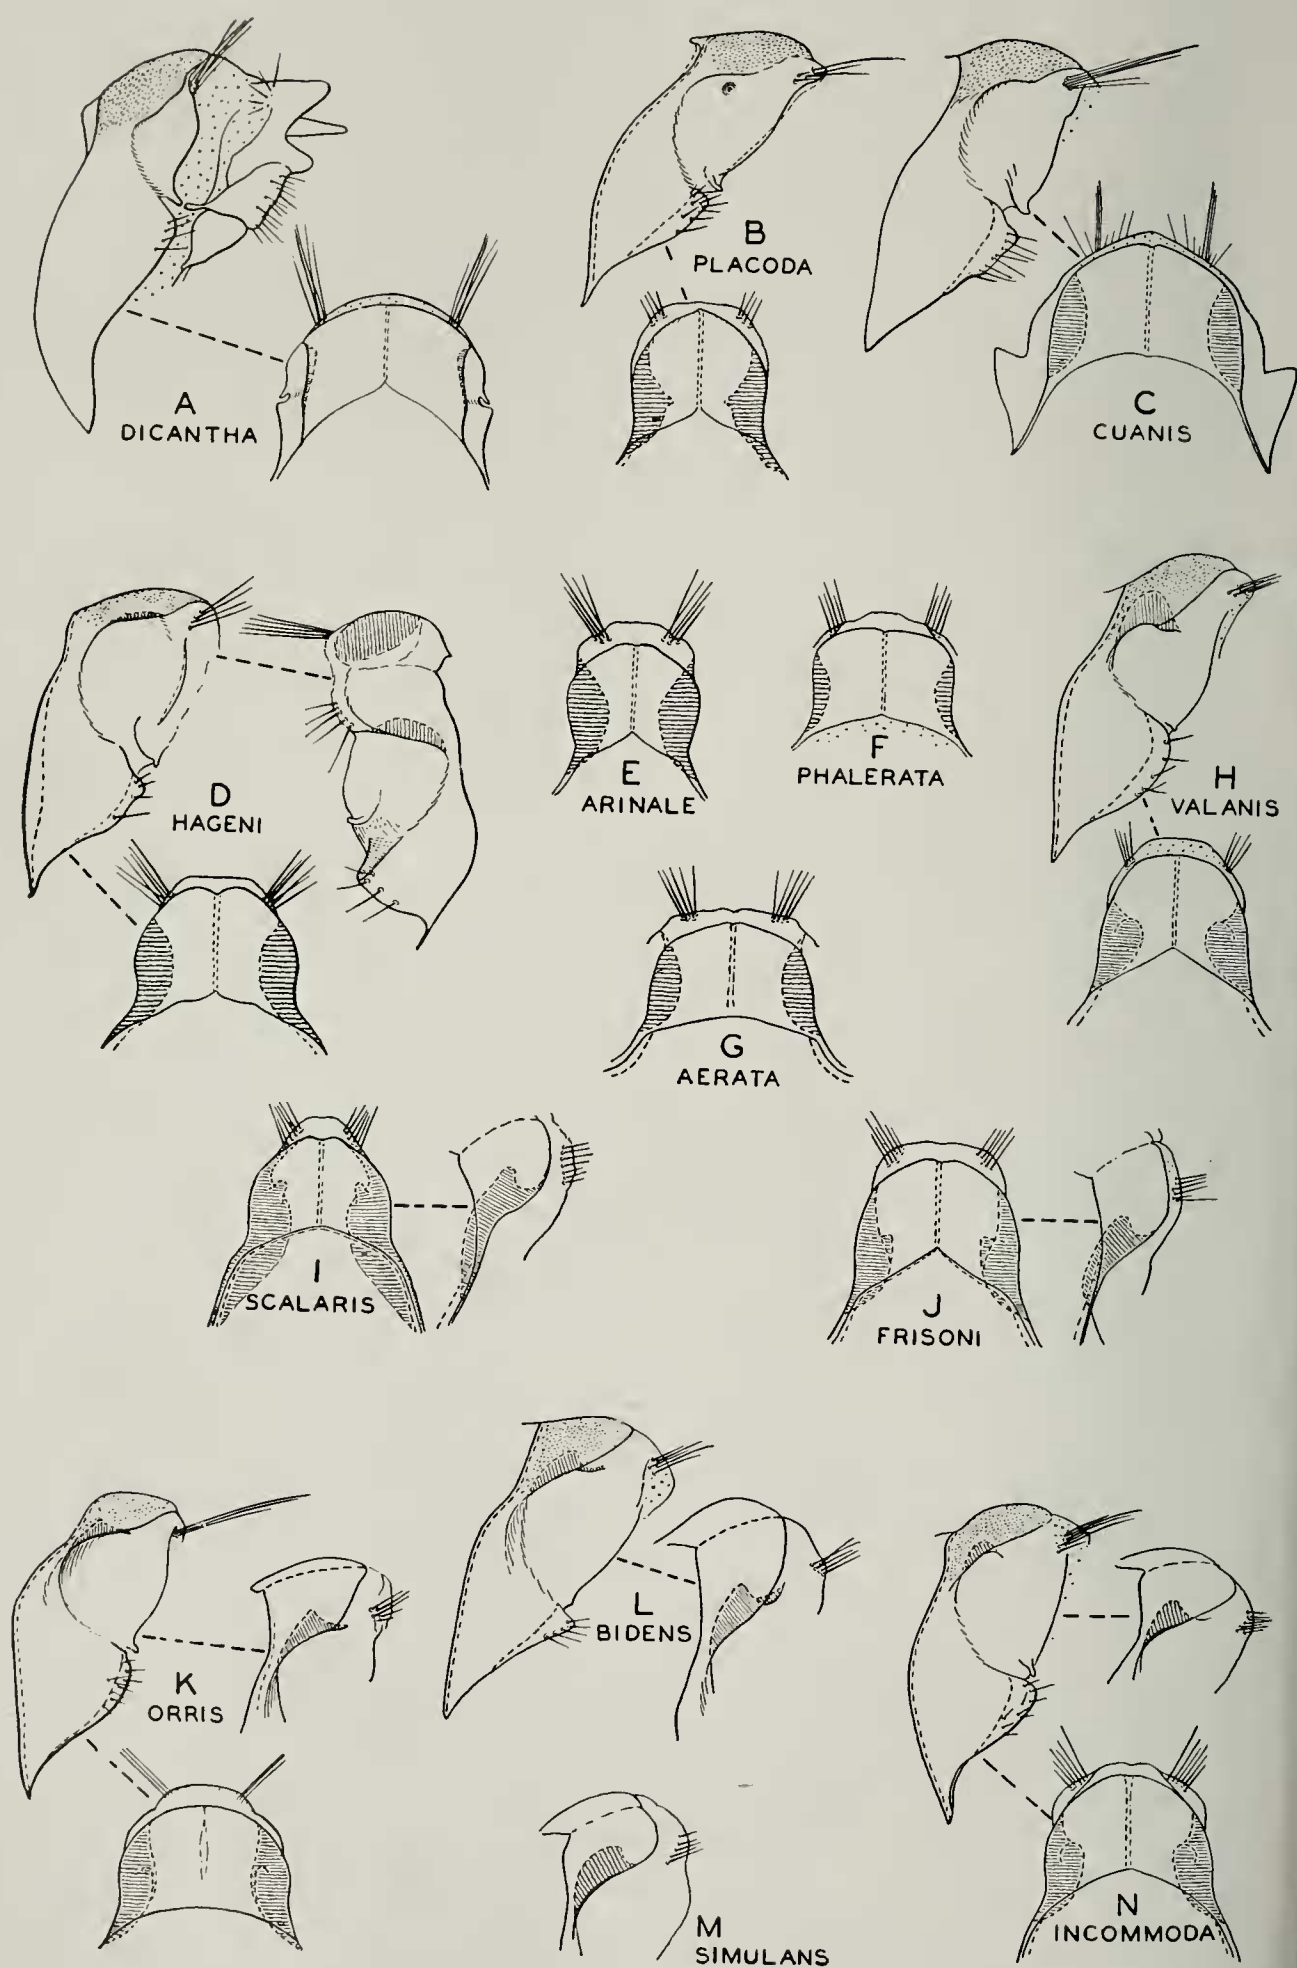 A
DICANTHA
B
PLACODA
C
CUANIS
D
HAGENI
E
ARINALE
F
PHALERATA
G
AERATA
H
VALANIS
I
SCALARIS
J
FRISONI
K
ORRIS
L
BIDENS
M
SIMULANS
N
INCOMMODA